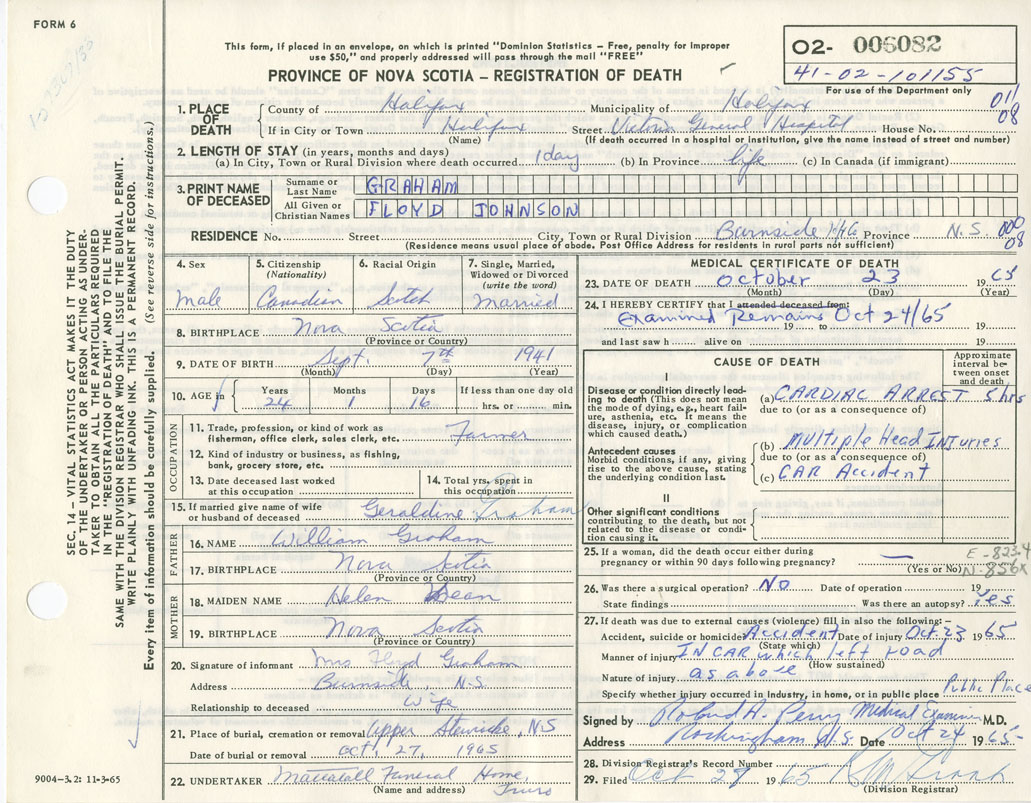 FORM 6
This form, if placed in an envelope, on which is printed "Dominion Statistics – Free, penalty for improper
use $50," and properly addressed will pass through the mail "FREE"
PROVINCE OF NOVA SCOTIA – REGISTRATION OF DEATH
O2- 006082
41-02-101155
For use of the Department only
SEC. 14 – VITAL STATISTICS ACT MAKES IT THE DUTY
OF THE UNDERTAKER OR PERSON ACTING AS UNDER-
TAKER TO OBTAIN ALL THE PARTICULARS REQUIRED
IN THE "REGISTRATION OF DEATH" AND TO FILE THE
SAME WITH THE DIVISION REGISTRAR WHO SHALL ISSUE THE BURIAL PERMIT.
WRITE PLAINLY WITH UNFADING INK. THIS IS A PERMANENT RECORD.
Every item of information should be carefully supplied. (See reverse side for instructions.)
1. PLACE OF DEATH County of Halifax Municipality of Halifax 011 08
If in City or Town Halifax Street Victoria General Hospital House No.
(Name) (If death occurred in a hospital or institution, give the name instead of street and number)
2. LENGTH OF STAY (in years, months and days)
(a) In City, Town or Rural Division where death occurred 1 day (b) In Province life (c) In Canada (if immigrant)
3. PRINT NAME OF DECEASED Surname or Last Name GRAHAM
All Given or Christian Names FLOYD JOHNSON
RESIDENCE No. Street City, Town or Rural Division Burnside Province N.S. 000 08
(Residence means usual place of abode. Post Office Address for residents in rural parts not sufficient)
4. Sex 5. Citizenship (Nationality) 6. Racial Origin 7. Single, Married, Widowed or Divorced (write the word)
Male Canadian Scotch Married
8. BIRTHPLACE Nova Scotia
(Province or Country)
9. DATE OF BIRTH Sept. 7th 1941
(Month) (Day) (Year)
10. AGE Years Months Days If less than one day old
24 1 16 hrs. or min.
OCCUPATION
11. Trade, profession, or kind of work as fisherman, office clerk, sales clerk, etc. Farmer
12. Kind of industry or business, as fishing, bank, grocery store, etc.
13. Date deceased last worked at this occupation
14. Total yrs. spent in this occupation
15. If married give name of wife or husband of deceased Geraldine Graham
FATHER
16. NAME William Graham
17. BIRTHPLACE Nova Scotia
(Province or Country)
MOTHER
18. MAIDEN NAME Helen Dean
19. BIRTHPLACE Nova Scotia
(Province or Country)
20. Signature of informant Mrs Floyd Graham
Address Burnside N.S
Relationship to deceased Wife
21. Place of burial, cremation or removal Upper Stewiacke, N S
Date of burial or removal Oct, 27, 1965
22. UNDERTAKER Mattatall Funeral Home, Truro
(Name and address)
9004–3.2: 11-3-65
MEDICAL CERTIFICATE OF DEATH
23. DATE OF DEATH October 23 1965
(Month) (Day) (Year)
24. I HEREBY CERTIFY that I attended deceased from:
Examined Remains Oct 24/65
19 to 19
and last saw h alive on 19
CAUSE OF DEATH
Approximate interval between onset and death
I
Disease condition directly leading to death (This does not mean the mode of dying, e.g., heart failure, asthenia, etc. It means the disease, injury, or complication which caused death.)
(a) CARDIAC ARREST 5 hrs
due to (or as a consequence of)
Antecedent causes
Morbid conditions, if any, giving rise to the above cause, stating the underlying condition last.
(b) Multiple Head INjuries
due to (or as a consequence of)
(c) CAR Accident
II
Other significant conditions
contributing to the death, but not related to the disease or condition causing it.
25. If a woman, did the death occur either during
pregnancy or within 90 days following pregnancy? —
(Yes or No)
E-823.4
N-856X
26. Was there a surgical operation? No Date of operation 19
State findings Was there an autopsy? Yes
27. If death was due to external causes (violence) fill in also the following:–
Accident, suicide or homicide Accident Date of injury Oct 23 1965
(State which)
Manner of injury IN CAR which left road
(How sustained)
Nature of injury as above
Specify whether injury occurred in industry, in home, or in public place Public Place
Signed by A. Perry Medical Examiner M.D.
Address Rockingham N.S. Date Oct 24 1965
28. Division Registrar's Record Number
29. Filed Oct 29 1965
(Division Registrar)